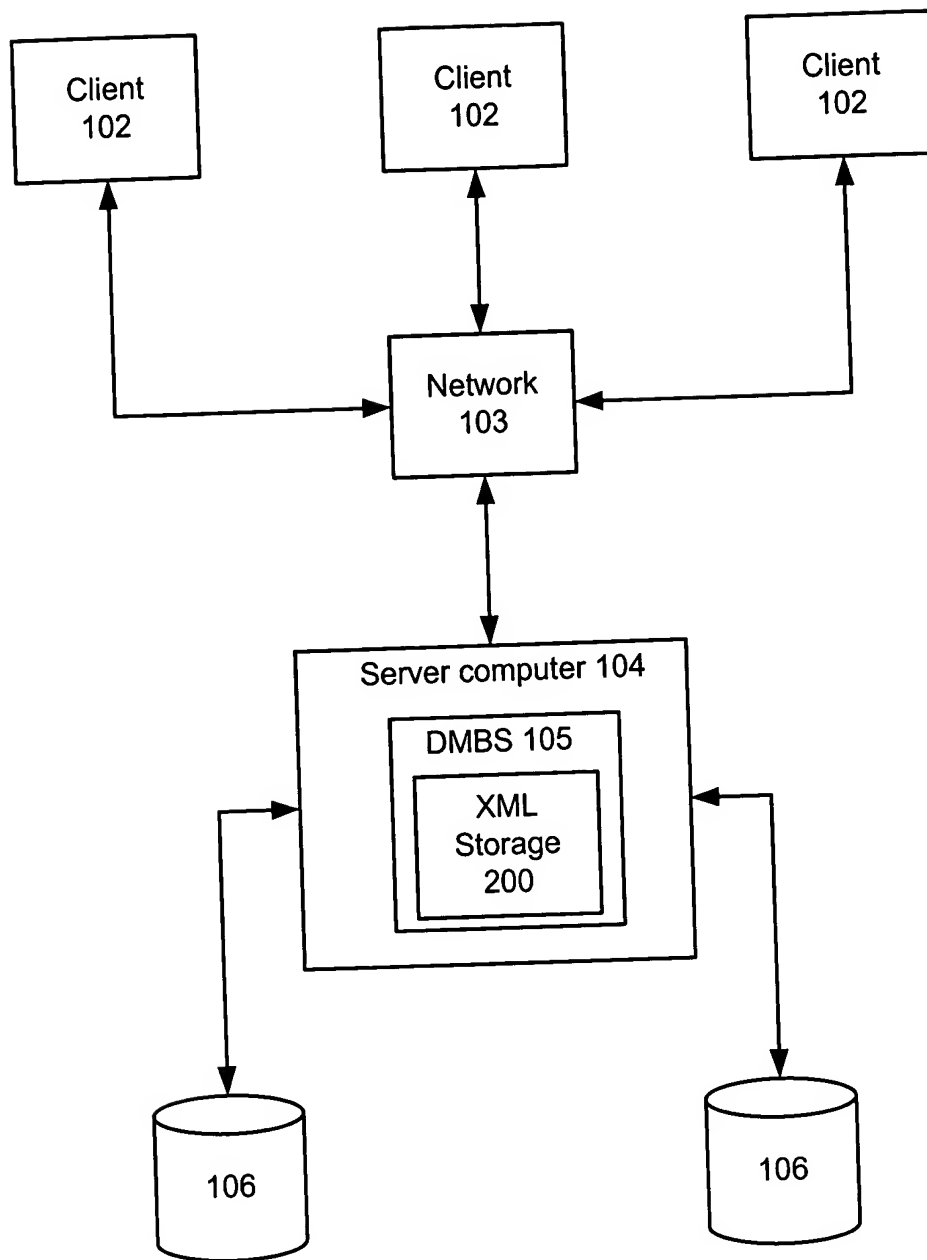 Client
102
Client
102
Client
102
Network
103
Server computer 104
DMBS 105
XML
Storage
200
106
106